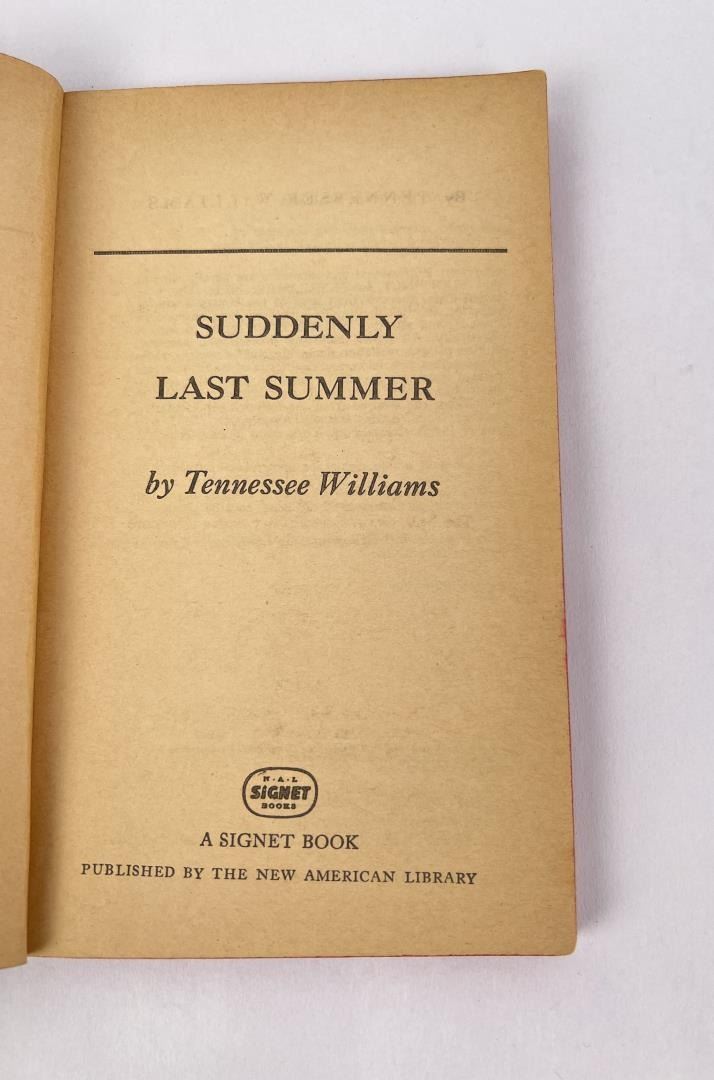 SUDDENLY
LAST SUMMER
by Tennessee Williams
N·A·L
SIGNET
BOOKS
A SIGNET BOOK
PUBLISHED BY THE NEW AMERICAN LIBRARY